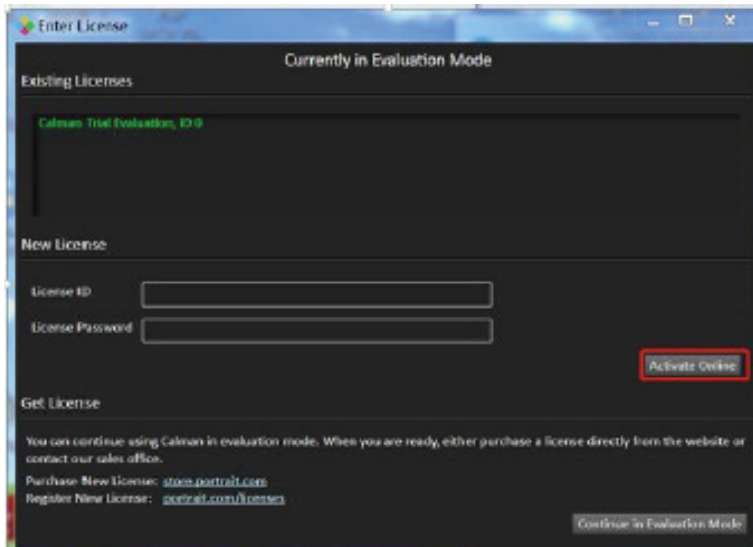 Enter License
Currently in Evaluation Mode
Existing Licenses
Calman Trial Evaluation, ID:0
New License
License ID
License Password
Activate Online
Get License
You can continue using Calman in evaluation mode. When you are ready, either purchase a license directly from the website or
contact our sales office.
Purchase New License: store.portrait.com
Register New License: portrait.com/licenses
Continue in Evaluation Mode